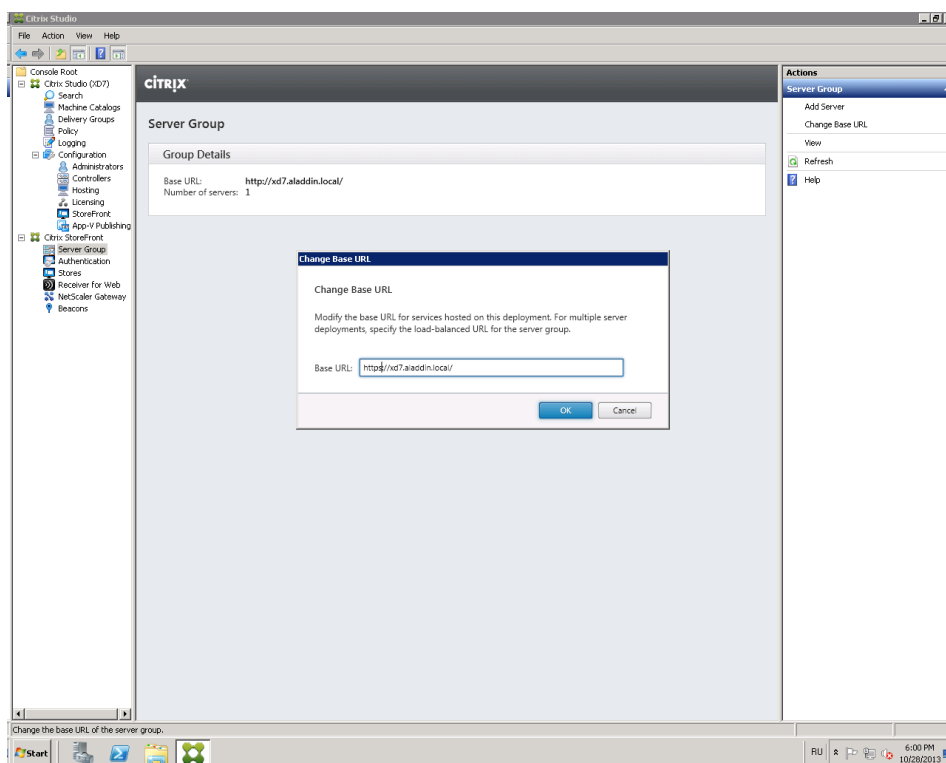 Citrix Studio
File Action View Help
Console Root
Citrix Studio (XD7)
Search
Machine Catalogs
Delivery Groups
Policy
Logging
Configuration
Administrators
Controllers
Hosting
Licensing
StoreFront
App-V Publishing
Citrix StoreFront
Server Group
Authentication
Stores
Receiver for Web
NetScaler Gateway
Beacons
CITRIX
Server Group
Group Details
Base URL: http://xd7.aladdin.local/
Number of servers: 1
Change Base URL
Change Base URL
Modify the base URL for services hosted on this deployment. For multiple server
deployments, specify the load-balanced URL for the server group.
Base URL: https://xd7.aladdin.local/
OK Cancel
Actions
Server Group
Add Server
Change Base URL
View
Refresh
Help
Change the base URL of the server group.
Start
RU
6:00 PM
10/28/2013